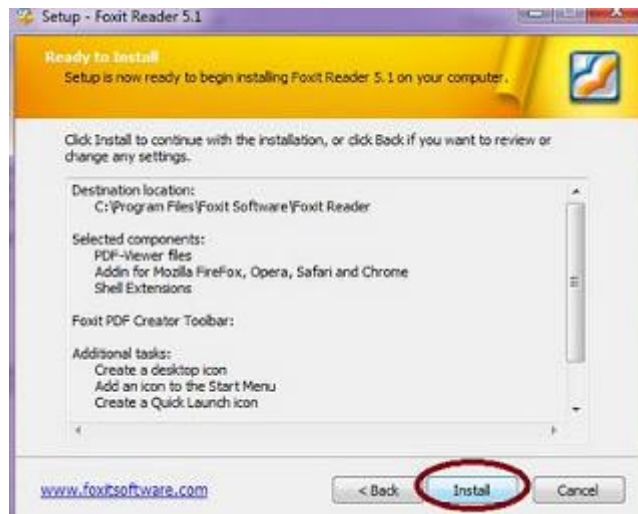 Setup - Foxit Reader 5.1
Ready to Install
Setup is now ready to begin installing Foxit Reader 5.1 on your computer.
Click Install to continue with the installation, or click Back if you want to review or
change any settings.
Destination location:
C:\Program Files\Foxit Software\Foxit Reader
Selected components:
PDF-Viewer files
Addin for Mozilla FireFox, Opera, Safari and Chrome
Shell Extensions
Foxit PDF Creator Toolbar:
Additional tasks:
Create a desktop icon
Add an icon to the Start Menu
Create a Quick Launch icon
www.foxitsoftware.com
< Back
Install
Cancel